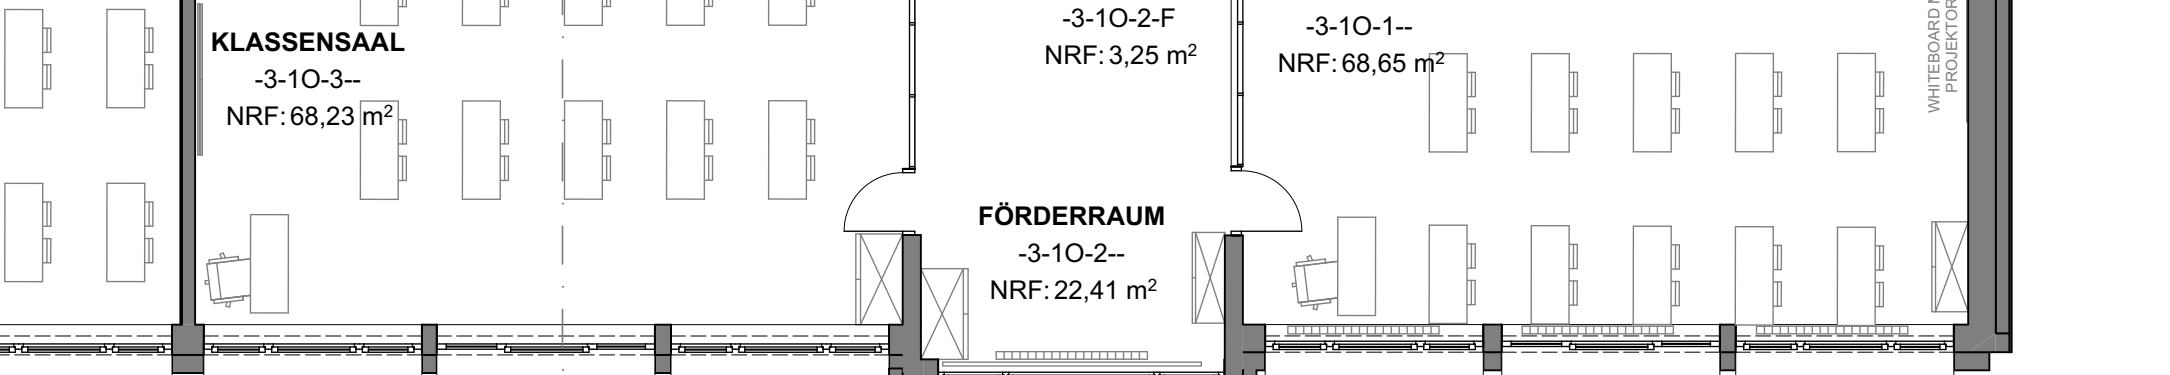 KLASSENSAAL
-3-1O-3--
NRF: 68,23 m²
-3-1O-2-F
NRF: 3,25 m²
FÖRDERRAUM
-3-1O-2--
NRF: 22,41 m²
-3-1O-1--
NRF: 68,65 m²
WHITEBOARD
PROJEKTOR